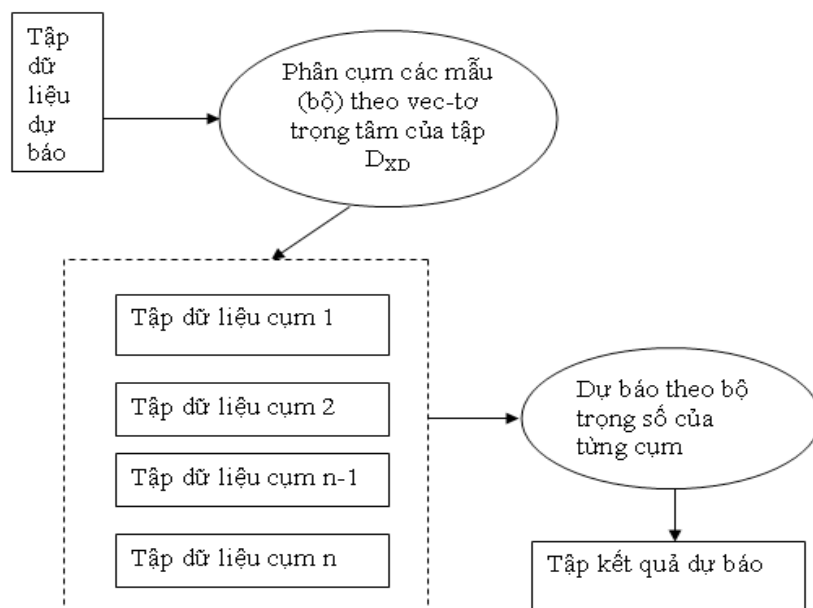 Tập
dữ
liệu
dự
báo
Phân cụm các mẫu
(bộ) theo vec-tơ
trọng tâm của tập
D_XD
Tập dữ liệu cụm 1
Tập dữ liệu cụm 2
Tập dữ liệu cụm n-1
Tập dữ liệu cụm n
Dự báo theo bộ
trọng số của
từng cụm
Tập kết quả dự báo